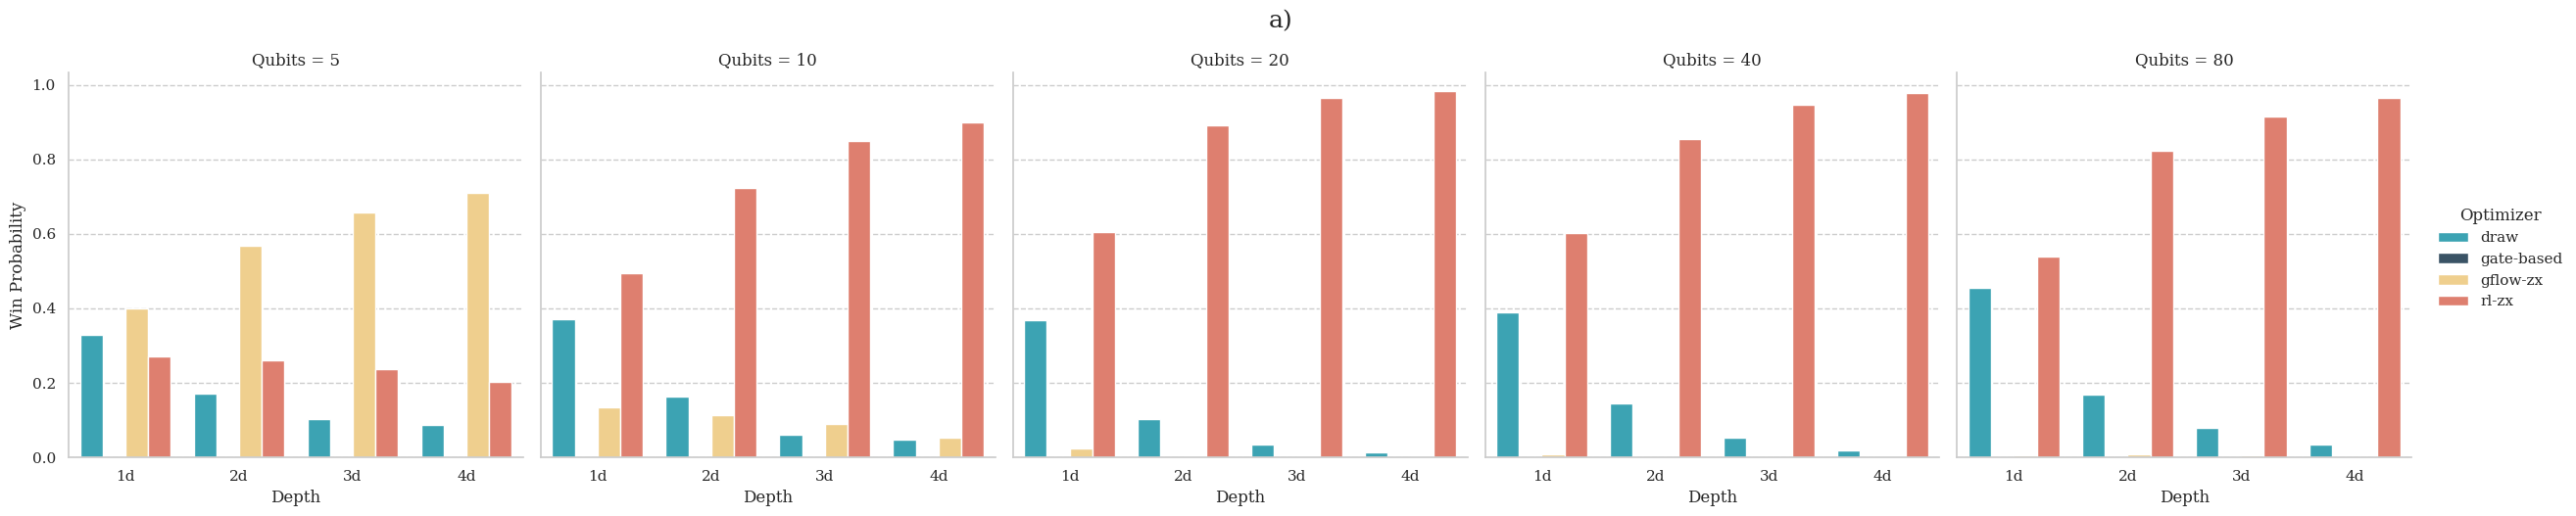 a)
Qubits = 5
Qubits = 10
Qubits = 20
Qubits = 40
Qubits = 80
Win Probability
1.0
0.8
0.6
0.4
0.2
0.0
1d 2d 3d 4d
Depth
1d 2d 3d 4d
Depth
1d 2d 3d 4d
Depth
1d 2d 3d 4d
Depth
1d 2d 3d 4d
Depth
Optimizer
draw
gate-based
gflow-zx
rl-zx